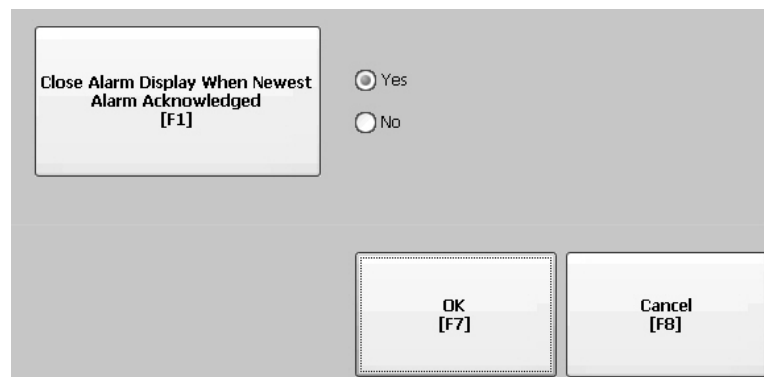 Close Alarm Display When Newest
Alarm Acknowledged
[F1]
Yes
No
OK
[F7]
Cancel
[F8]